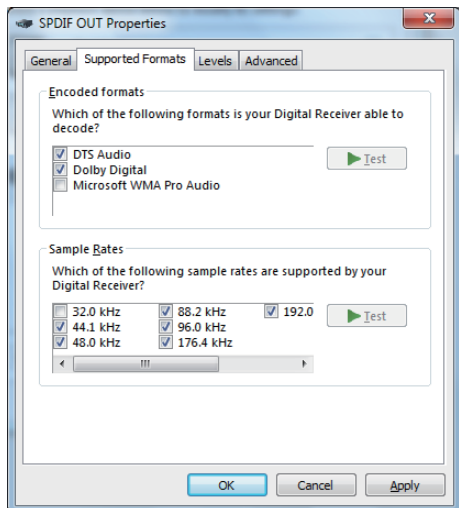 SPDIF OUT Properties
General Supported Formats Levels Advanced
Encoded formats
Which of the following formats is your Digital Receiver able to
decode?
DTS Audio
Dolby Digital
Microsoft WMA Pro Audio
Test
Sample Rates
Which of the following sample rates are supported by your
Digital Receiver?
32.0 kHz 88.2 kHz 192.0
44.1 kHz 96.0 kHz
48.0 kHz 176.4 kHz
Test
OK Cancel Apply